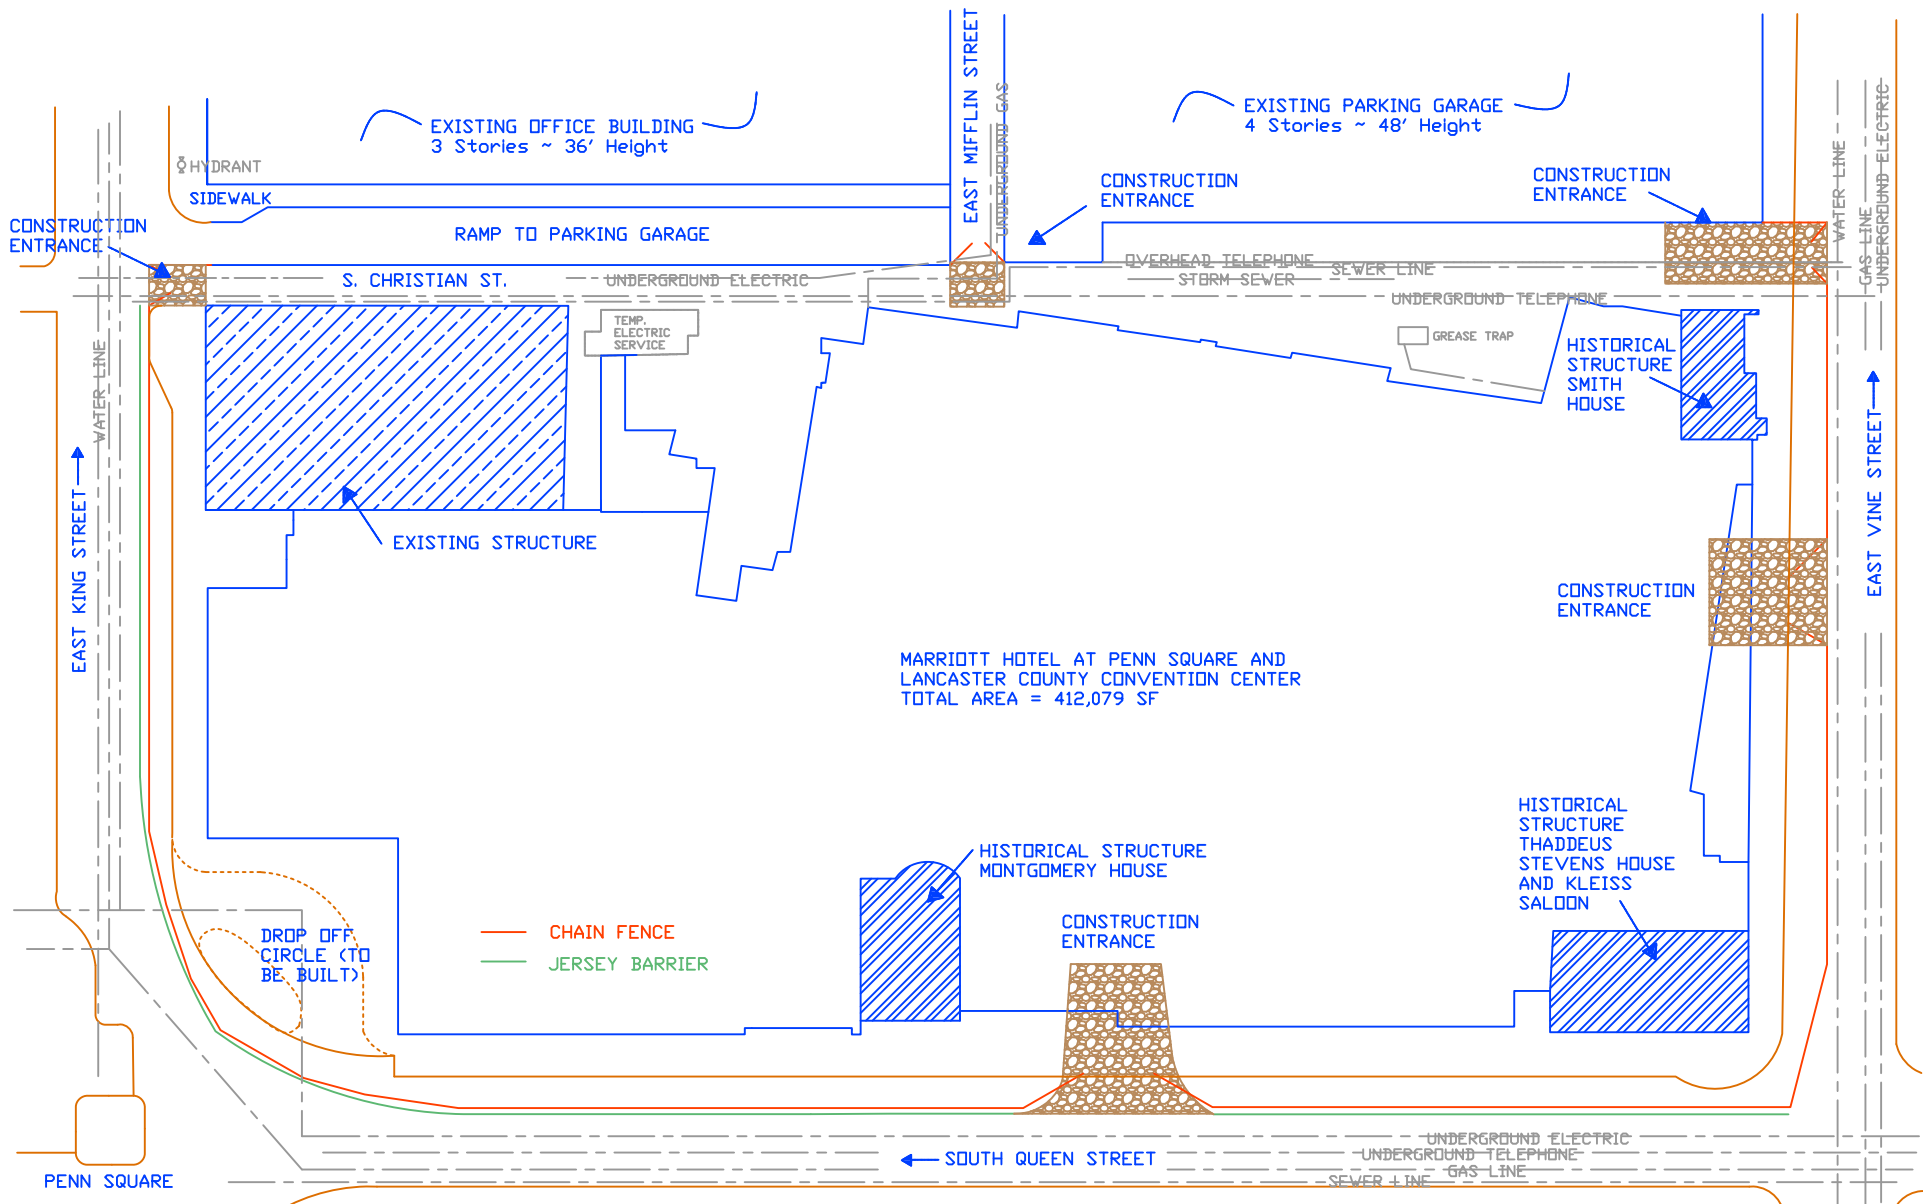 EAST MIFFLIN STREET
UNDERGROUND GAS
EXISTING OFFICE BUILDING
3 Stories ~ 36' Height
EXISTING PARKING GARAGE
4 Stories ~ 48' Height
HYDRANT
SIDEWALK
CONSTRUCTION
ENTRANCE
RAMP TO PARKING GARAGE
CONSTRUCTION
ENTRANCE
CONSTRUCTION
ENTRANCE
WATER LINE
GAS LINE
UNDERGROUND ELECTRIC
S. CHRISTIAN ST.
UNDERGROUND ELECTRIC
OVERHEAD TELEPHONE
SEWER LINE
STORM SEWER
UNDERGROUND TELEPHONE
TEMP.
ELECTRIC
SERVICE
GREASE TRAP
HISTORICAL
STRUCTURE
SMITH
HOUSE
WATER LINE
EAST KING STREET
EAST VINE STREET
EXISTING STRUCTURE
CONSTRUCTION
ENTRANCE
MARRIOTT HOTEL AT PENN SQUARE AND
LANCASTER COUNTY CONVENTION CENTER
TOTAL AREA = 412,079 SF
HISTORICAL
STRUCTURE
THADDEUS
STEVENS HOUSE
AND KLEISS
SALOON
HISTORICAL STRUCTURE
MONTGOMERY HOUSE
CONSTRUCTION
ENTRANCE
DROP OFF
CIRCLE (TO
BE BUILT)
CHAIN FENCE
JERSEY BARRIER
UNDERGROUND ELECTRIC
UNDERGROUND TELEPHONE
GAS LINE
SEWER LINE
SOUTH QUEEN STREET
PENN SQUARE